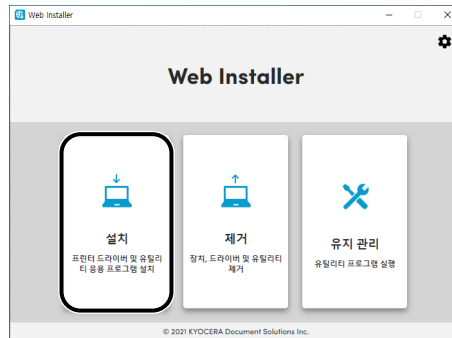 Web Installer
Web Installer
설치
프린터 드라이버 및 유틸리
티 응용 프로그램 설치
제거
장치, 드라이버 및 유틸리티
제거
유지 관리
유틸리티 프로그램 실행
© 2021 KYOCERA Document Solutions Inc.